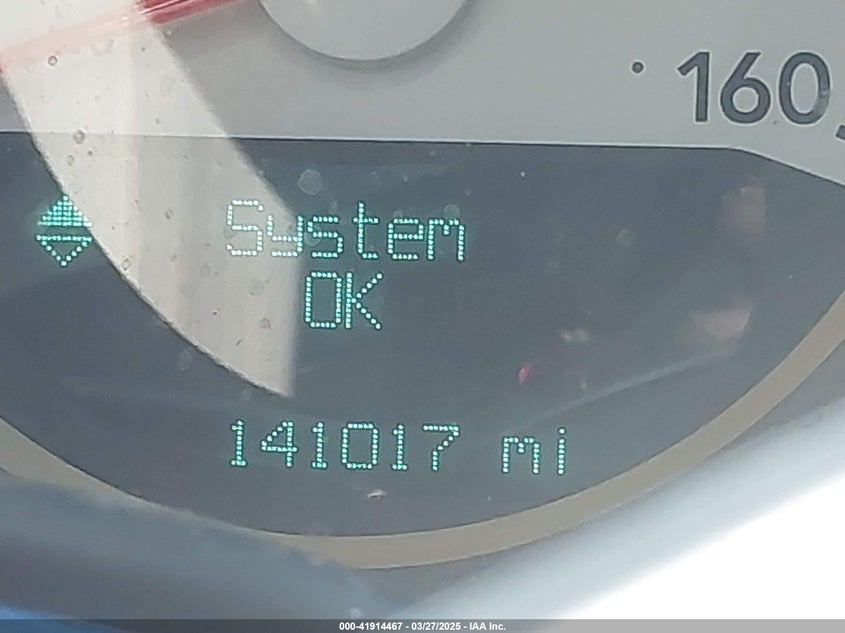 160
System
OK
141017 mi
000-41914467 - 03/27/2025 - IAA Inc.